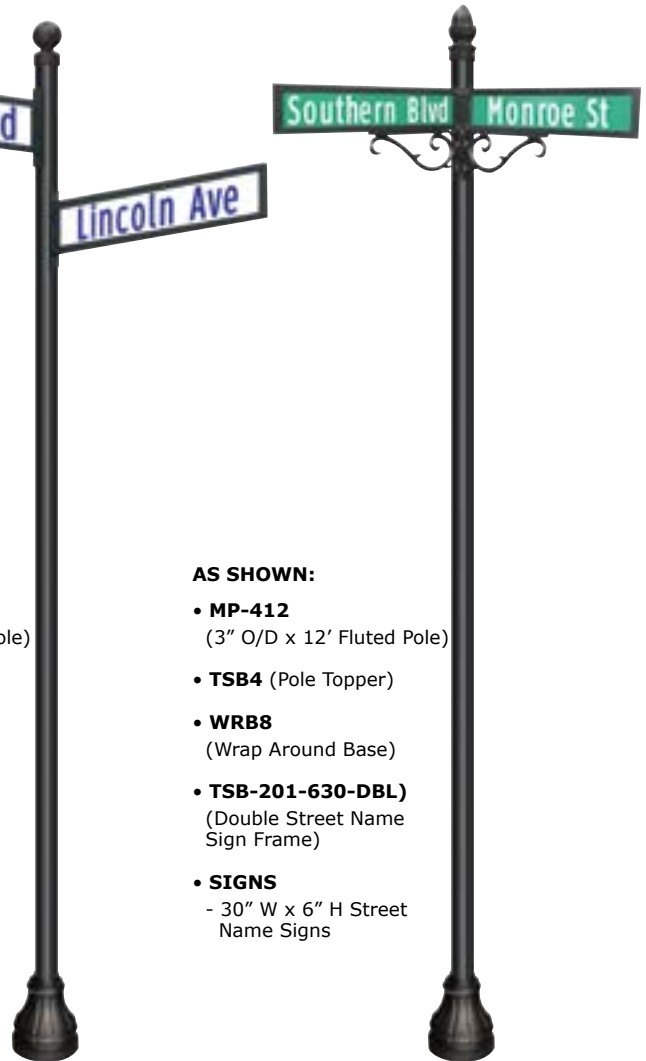 d
Lincoln Ave
Southern Blvd
Monroe St
ole)
AS SHOWN:
• MP-412
(3” O/D x 12’ Fluted Pole)
• TSB4 (Pole Topper)
• WRB8
(Wrap Around Base)
• TSB-201-630-DBL)
(Double Street Name
Sign Frame)
• SIGNS
- 30” W x 6” H Street
Name Signs